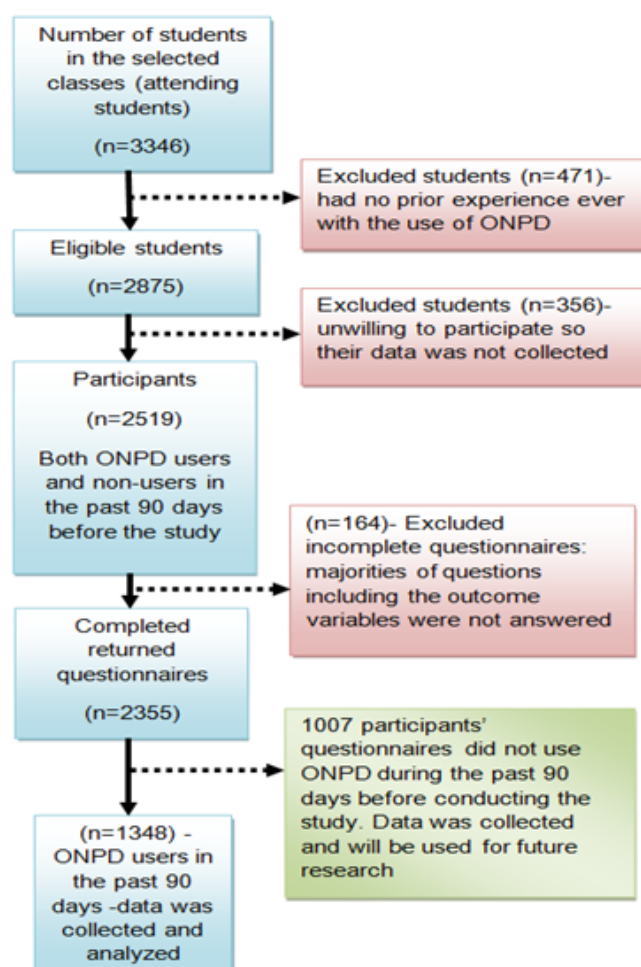 Number of students
in the selected
classes (attending
students)
(n=3346)
Excluded students (n=471)-
had no prior experience ever
with the use of ONPD
Eligible students
(n=2875)
Excluded students (n=356)-
unwilling to participate so
their data was not collected
Participants
(n=2519)
Both ONPD users
and non-users in
the past 90 days
before the study
(n=164)- Excluded
incomplete questionnaires:
majorities of questions
including the outcome
variables were not answered
Completed
returned
questionnaires
(n=2355)
1007 participants’
questionnaires did not use
ONPD during the past 90
days before conducting the
study. Data was collected
and will be used for future
research
(n=1348) -
ONPD users in
the past 90
days -data was
collected and
analyzed